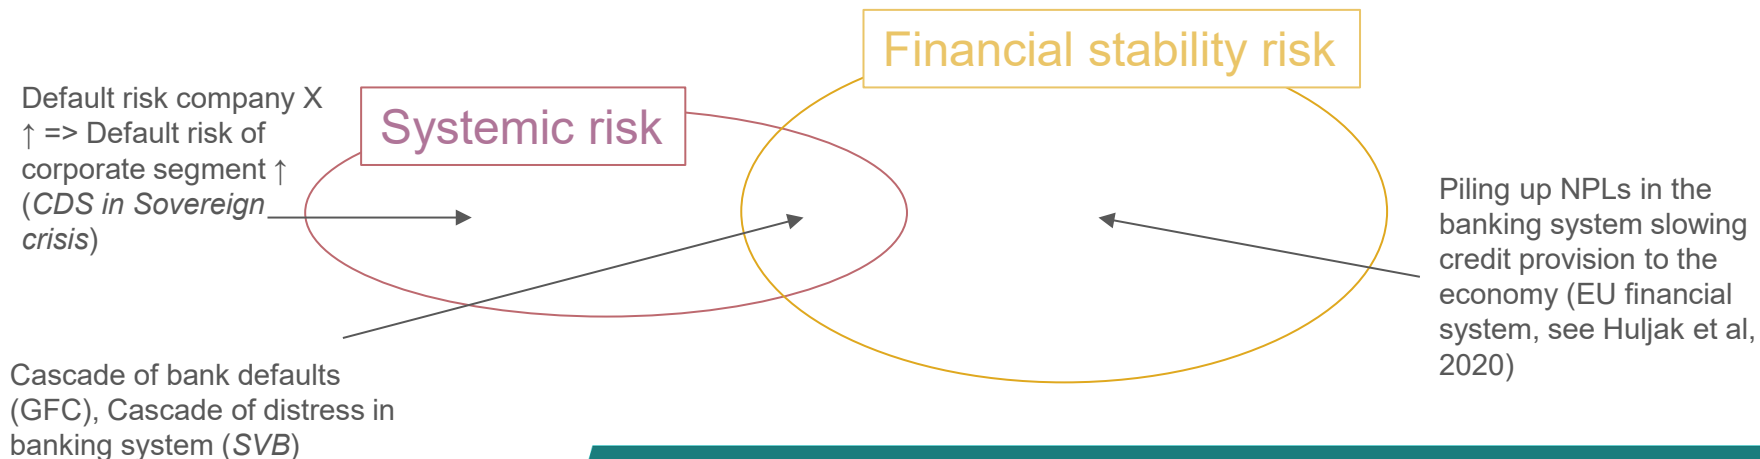 Financial stability risk
Systemic risk
Default risk company X
↑ => Default risk of
corporate segment ↑
(CDS in Sovereign
crisis)
Piling up NPLs in the
banking system slowing
credit provision to the
economy (EU financial
system, see Huljak et al,
2020)
Cascade of bank defaults
(GFC), Cascade of distress in
banking system (SVB)